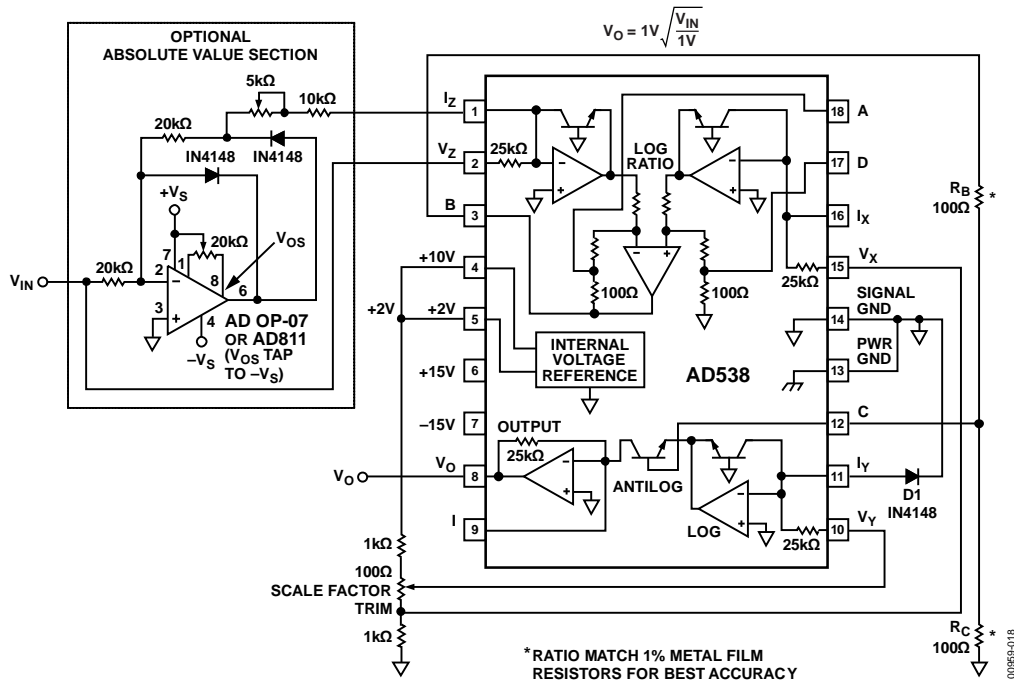 OPTIONAL
ABSOLUTE VALUE SECTION
V_O = 1V √(V_IN / 1V)
5kΩ
10kΩ
20kΩ
IN4148
IN4148
+V_S
20kΩ
V_OS
V_IN
20kΩ
7
1
2
8
6
3
4
–V_S
AD OP-07
OR AD811
(V_OS TAP
TO –V_S)
I_Z
1
V_Z
2
25kΩ
B
3
+10V
4
+2V
+2V
5
+15V
6
–15V
7
V_O
V_O
8
I
9
LOG
RATIO
100Ω
100Ω
INTERNAL
VOLTAGE
REFERENCE
AD538
OUTPUT
25kΩ
ANTILOG
LOG
25kΩ
25kΩ
18
A
17
D
16
I_X
15
V_X
14
SIGNAL
GND
13
PWR
GND
12
C
11
I_Y
10
V_Y
D1
IN4148
R_B
100Ω
*
R_C
100Ω
*
1kΩ
100Ω
SCALE FACTOR
TRIM
1kΩ
*RATIO MATCH 1% METAL FILM
RESISTORS FOR BEST ACCURACY
00959-018